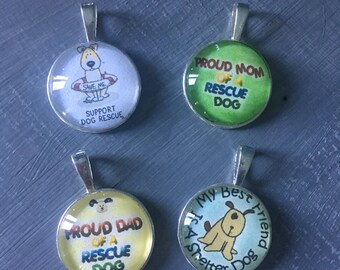 SAVE ME
SUPPORT
DOG RESCUE
PROUD MOM
OF A
RESCUE
DOG
PROUD DAD
OF A
RESCUE
DOG
My Best Friend
Is A
Shelter Dog